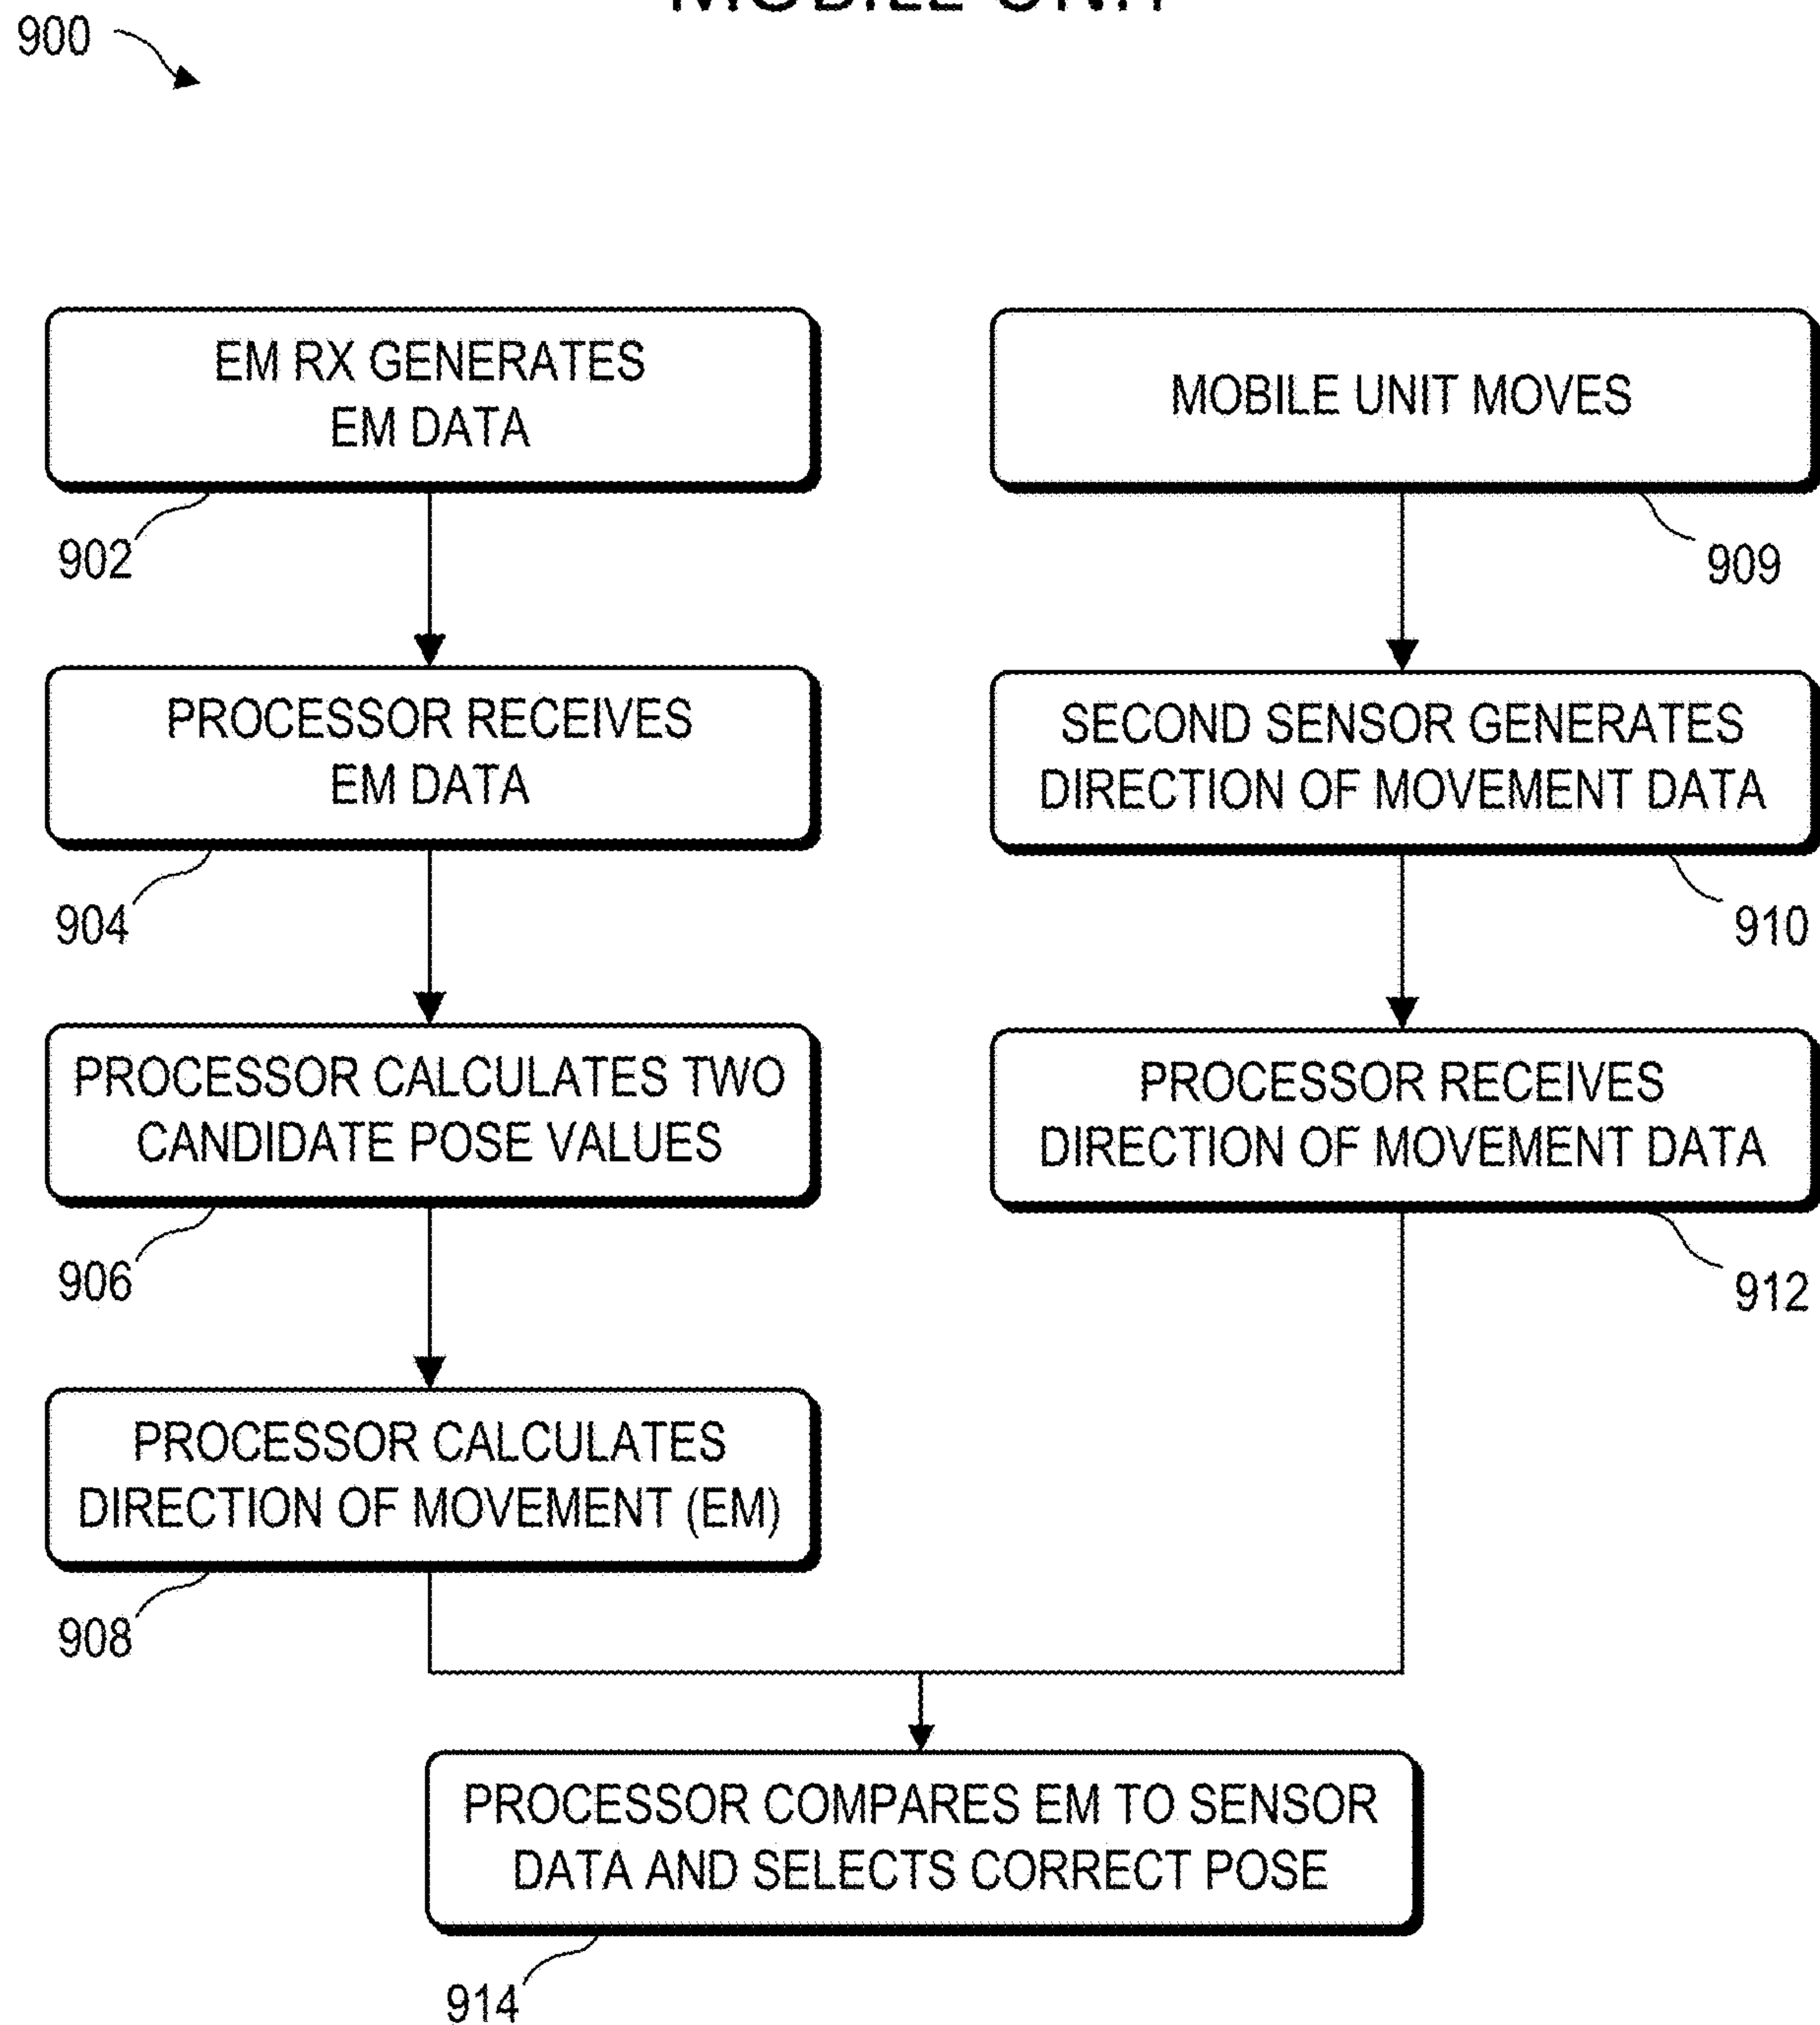 MOBILE UNIT
900
EM RX GENERATES
EM DATA
902
PROCESSOR RECEIVES
EM DATA
904
PROCESSOR CALCULATES TWO
CANDIDATE POSE VALUES
906
PROCESSOR CALCULATES
DIRECTION OF MOVEMENT (EM)
908
MOBILE UNIT MOVES
909
SECOND SENSOR GENERATES
DIRECTION OF MOVEMENT DATA
910
PROCESSOR RECEIVES
DIRECTION OF MOVEMENT DATA
912
PROCESSOR COMPARES EM TO SENSOR
DATA AND SELECTS CORRECT POSE
914